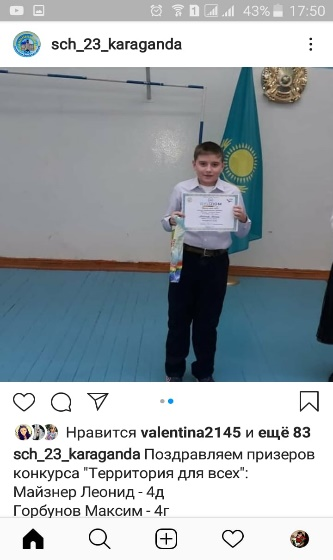 43% 17:50
sch_23_karaganda
Нравится valentina2145 и ещё 83
sch_23_karaganda Поздравляем призеров
конкурса "Территория для всех":
Майзнер Леонид - 4д
Горбунов Максим - 4г